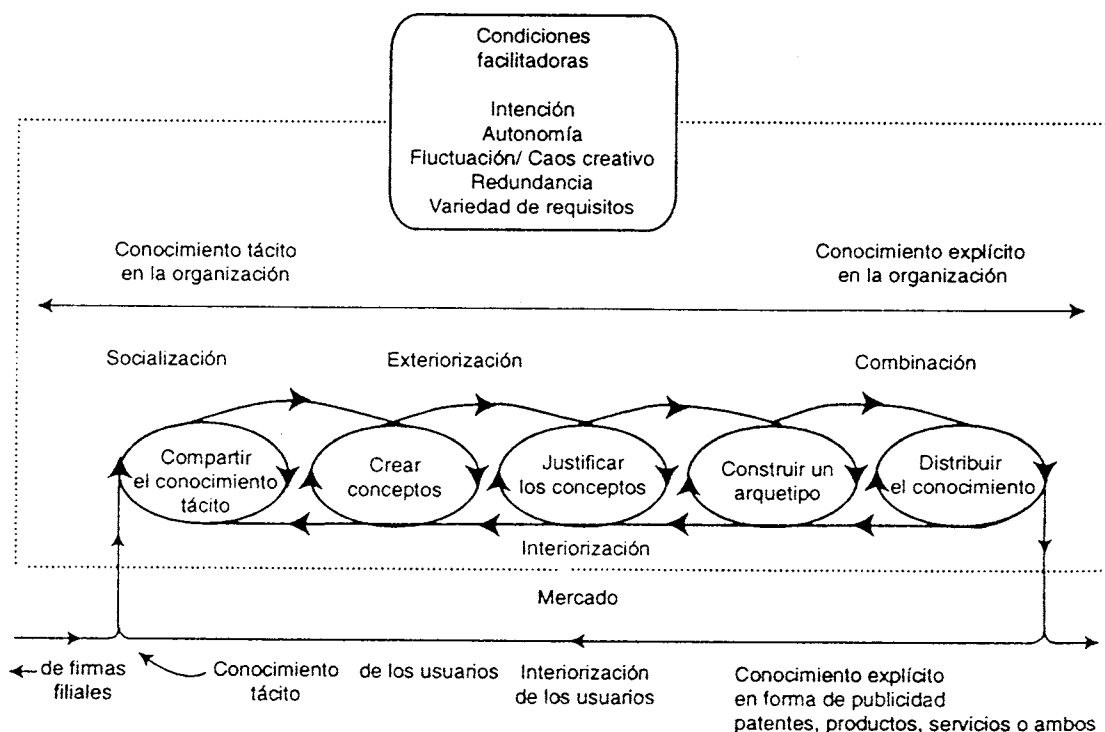 Condiciones
facilitadoras
Intención
Autonomía
Fluctuación/ Caos creativo
Redundancia
Variedad de requisitos
Conocimiento tácito
en la organización
Conocimiento explícito
en la organización
Socialización
Exteriorización
Combinación
Compartir
el conocimiento
tácito
Crear
conceptos
Justificar
los conceptos
Construir un
arquetipo
Distribuir
el conocimiento
Interiorización
Mercado
de firmas
filiales
Conocimiento
tácito
de los usuarios
Interiorización
de los usuarios
Conocimiento explícito
en forma de publicidad
patentes, productos, servicios o ambos